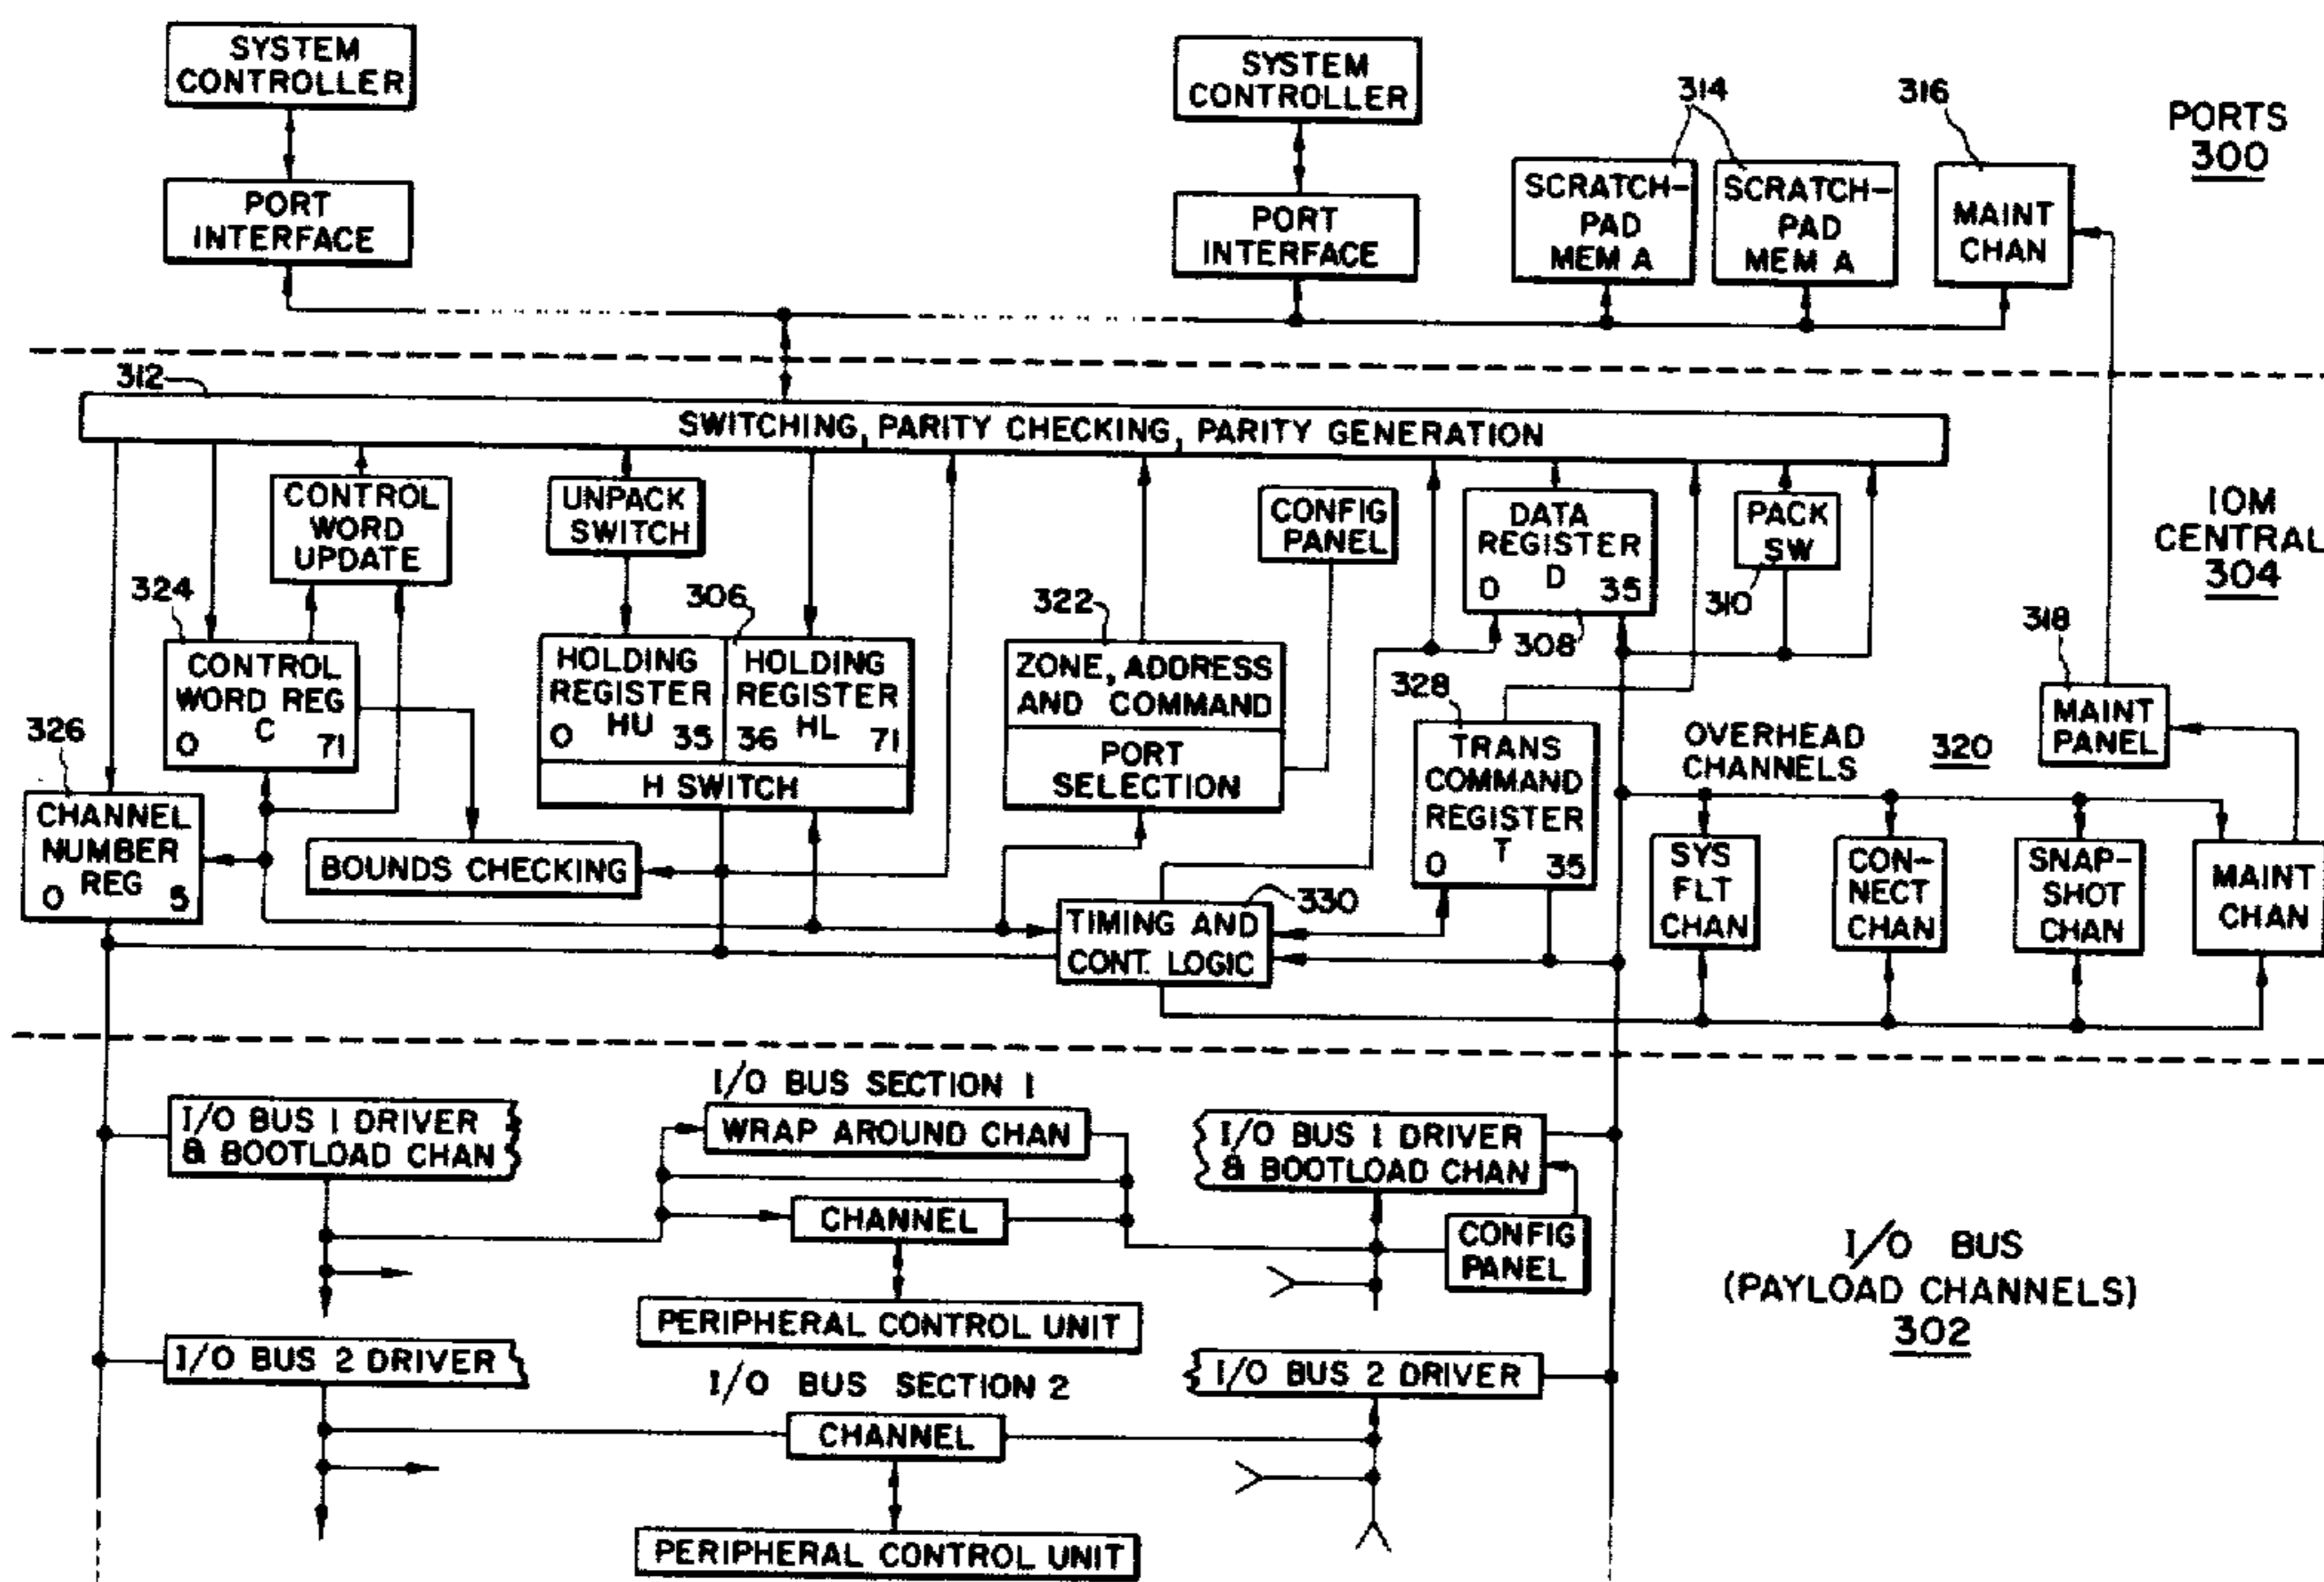 SYSTEM
CONTROLLER
SYSTEM
CONTROLLER
314
316
PORTS
300
PORT
INTERFACE
PORT
INTERFACE
SCRATCH-
PAD
MEM A
SCRATCH-
PAD
MEM A
MAINT
CHAN
312
SWITCHING, PARITY CHECKING, PARITY GENERATION
CONTROL
WORD
UPDATE
UNPACK
SWITCH
CONFIG
PANEL
DATA
REGISTER
D
0 35
PACK
SW
IOM
CENTRAL
304
324
306
322
308
310
318
CONTROL
WORD REG
C
0 71
HOLDING
REGISTER
HU
0 35
HOLDING
REGISTER
HL
36 71
H SWITCH
ZONE, ADDRESS
AND COMMAND
PORT
SELECTION
328
TRANS
COMMAND
REGISTER
T
0 35
MAINT
PANEL
OVERHEAD
CHANNELS
320
326
CHANNEL
NUMBER
REG
0 5
BOUNDS CHECKING
330
TIMING AND
CONT. LOGIC
SYS
FLT
CHAN
CON-
NECT
CHAN
SNAP-
SHOT
CHAN
MAINT
CHAN
I/O BUS SECTION 1
I/O BUS 1 DRIVER
& BOOTLOAD CHAN
WRAP AROUND CHAN
I/O BUS 1 DRIVER
& BOOTLOAD CHAN
CHANNEL
CONFIG
PANEL
I/O BUS
(PAYLOAD CHANNELS)
302
PERIPHERAL CONTROL UNIT
I/O BUS 2 DRIVER
I/O BUS SECTION 2
I/O BUS 2 DRIVER
CHANNEL
PERIPHERAL CONTROL UNIT